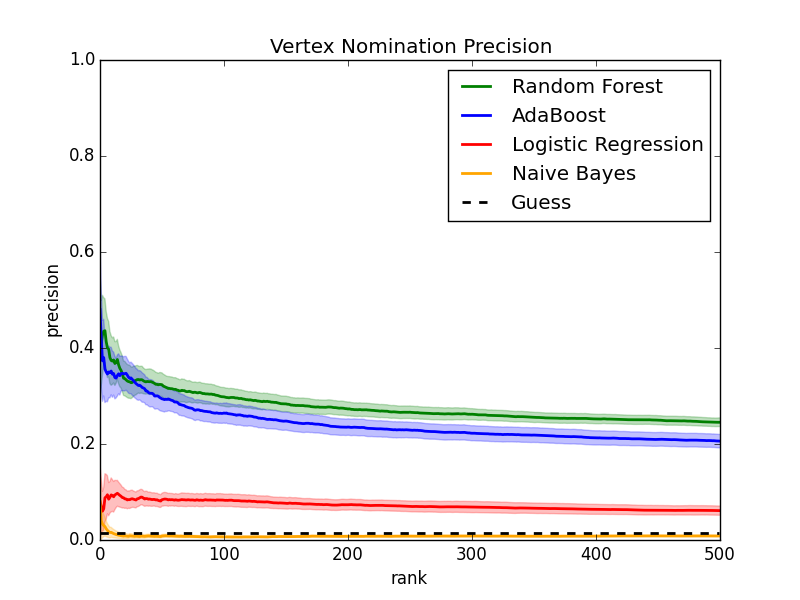 Vertex Nomination Precision
1.0
0.8
0.6
0.4
0.2
0.0
precision
Random Forest
AdaBoost
Logistic Regression
Naive Bayes
Guess
0 100 200 300 400 500
rank